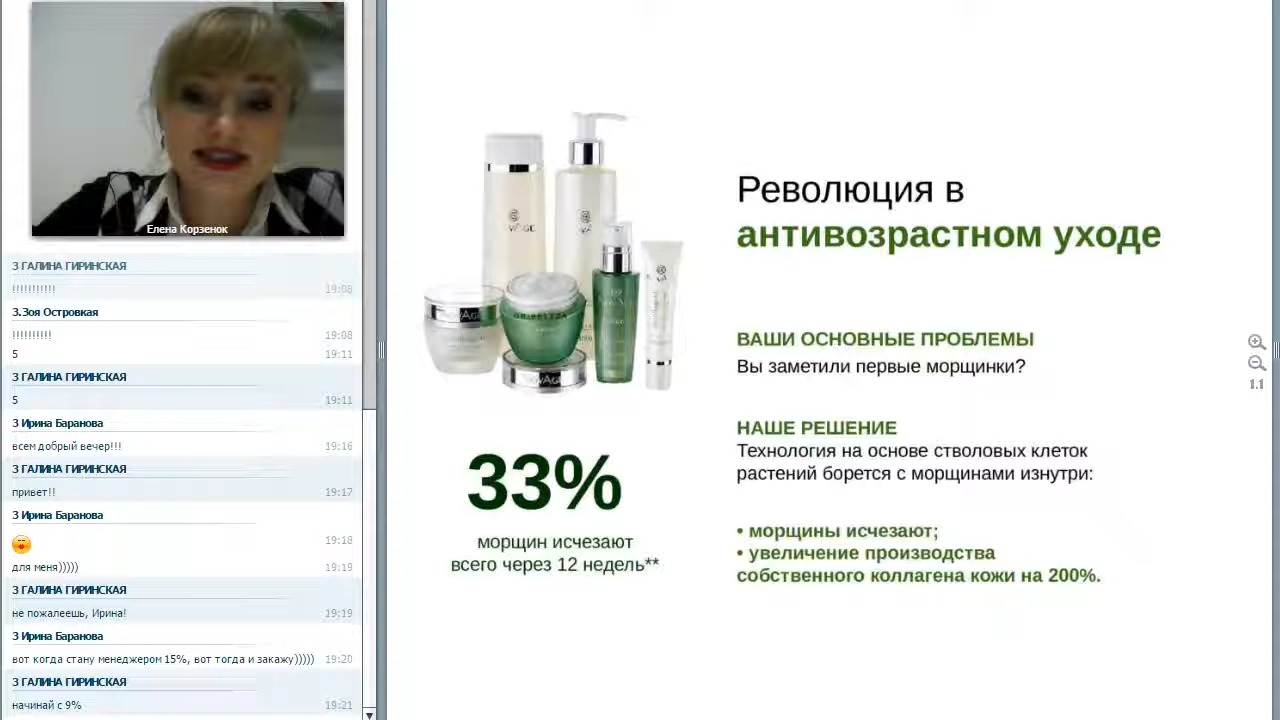 Елена Корзенок
3 ГАЛИНА ГИРИНСКАЯ
!!!!!!!!!!! 19:08
3.Зоя Островкая
!!!!!!!!!! 19:08
5 19:11
3 ГАЛИНА ГИРИНСКАЯ
5 19:11
3 Ирина Баранова
всем добрый вечер!!! 19:16
3 ГАЛИНА ГИРИНСКАЯ
привет!! 19:17
3 Ирина Баранова
19:18
для меня))))) 19:19
3 ГАЛИНА ГИРИНСКАЯ
не пожалеешь, Ирина! 19:19
3 Ирина Баранова
вот когда стану менеджером 15%, вот тогда и закажу))))) 19:20
3 ГАЛИНА ГИРИНСКАЯ
начинай с 9% 19:21
33%
морщин исчезают
всего через 12 недель**
Революция в
антивозрастном уходе
ВАШИ ОСНОВНЫЕ ПРОБЛЕМЫ
Вы заметили первые морщинки?
НАШЕ РЕШЕНИЕ
Технология на основе стволовых клеток
растений борется с морщинами изнутри:
• морщины исчезают;
• увеличение производства
собственного коллагена кожи на 200%.
1.1